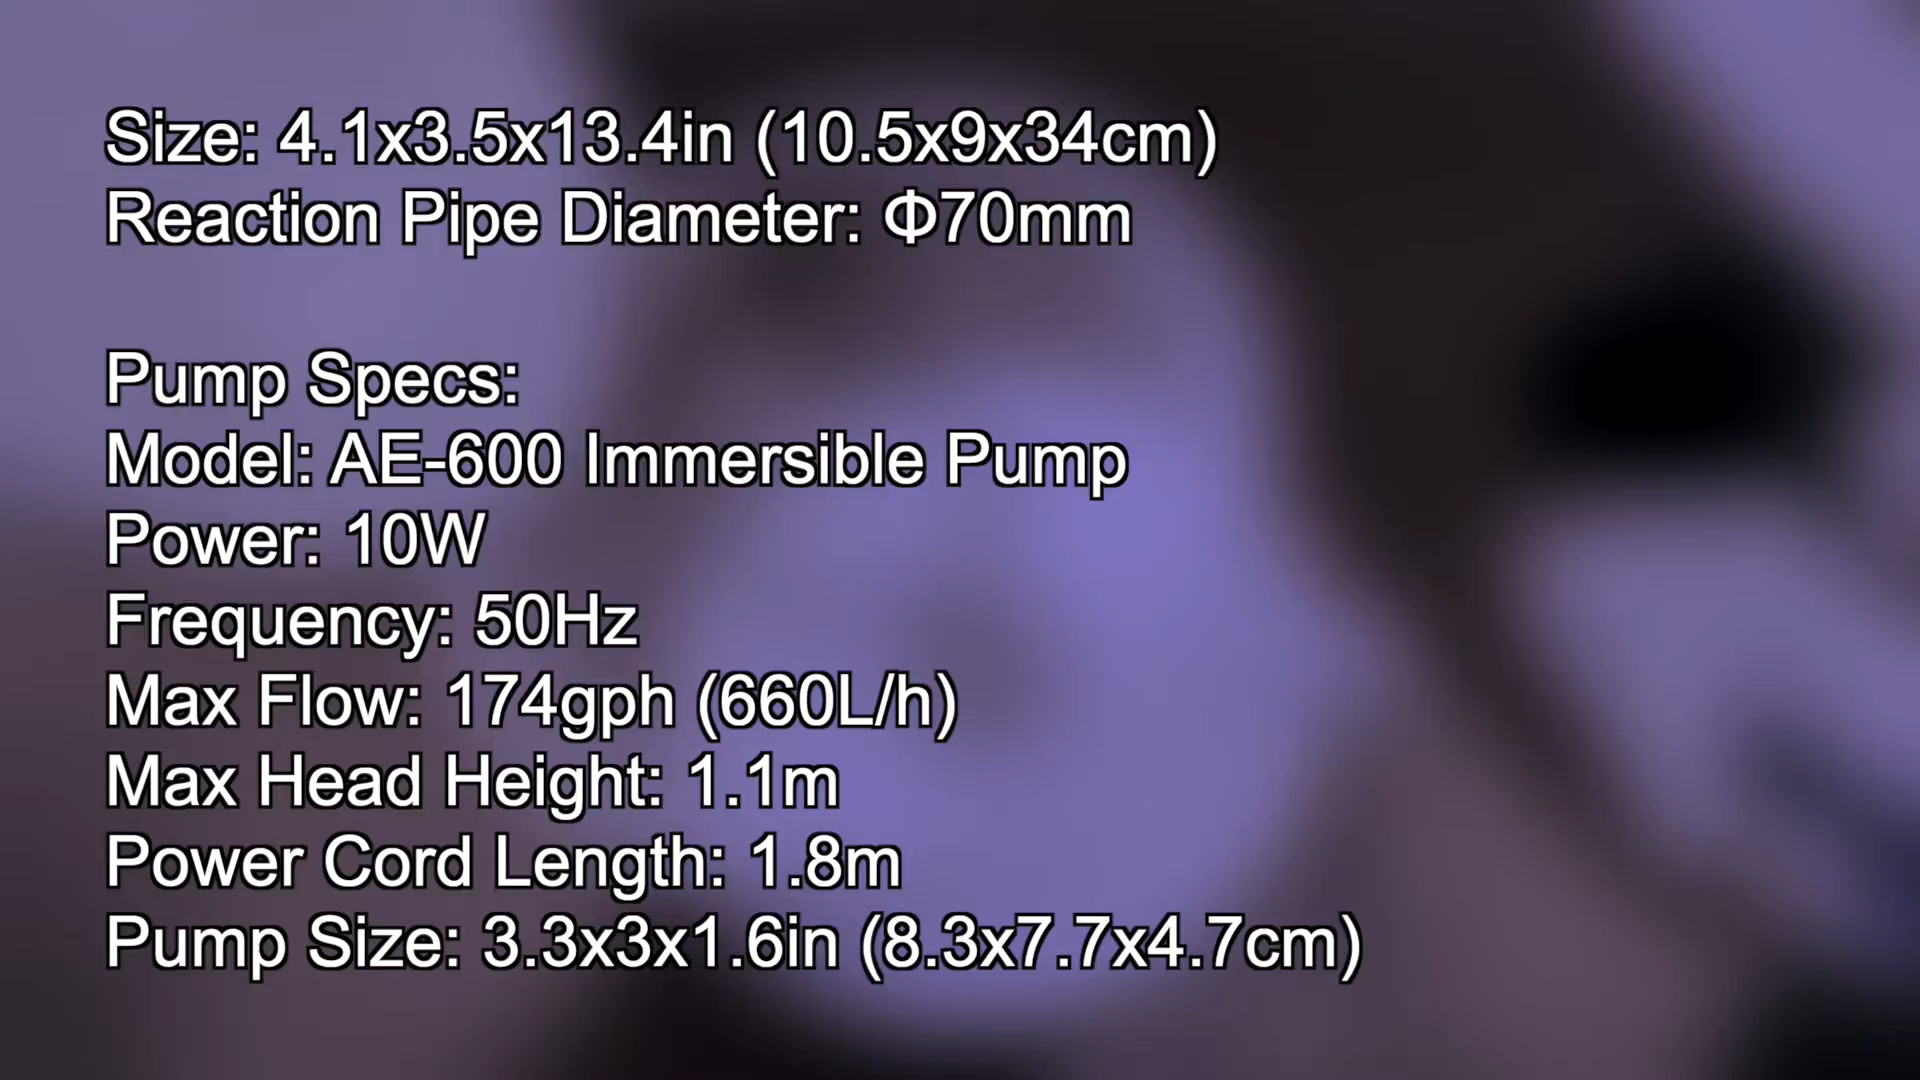 Size: 4.1x3.5x13.4in (10.5x9x34cm)
Reaction Pipe Diameter: Φ70mm
Pump Specs:
Model: AE-600 Immersible Pump
Power: 10W
Frequency: 50Hz
Max Flow: 174gph (660L/h)
Max Head Height: 1.1m
Power Cord Length: 1.8m
Pump Size: 3.3x3x1.6in (8.3x7.7x4.7cm)